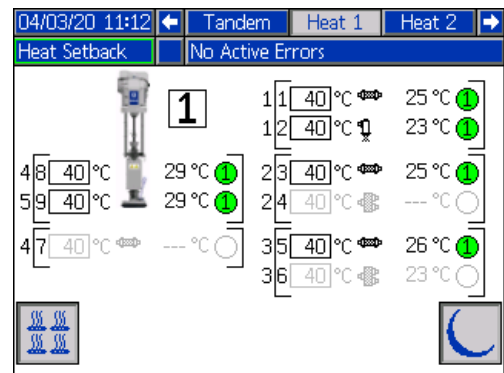 04/03/20 11:12 Tandem Heat 1 Heat 2
Heat Setback No Active Errors
1
1 1 40 °C 25 °C 1
1 2 40 °C 23 °C 1
4 8 40 °C 29 °C 1
5 9 40 °C 29 °C 1
2 3 40 °C 25 °C 1
2 4 40 °C --- °C
4 7 40 °C --- °C
3 5 40 °C 26 °C 1
3 6 40 °C 23 °C